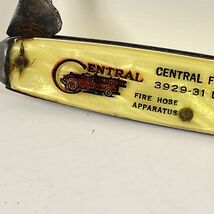 CENTRAL
CENTRAL F
3929-31
FIRE HOSE
APPARATUS